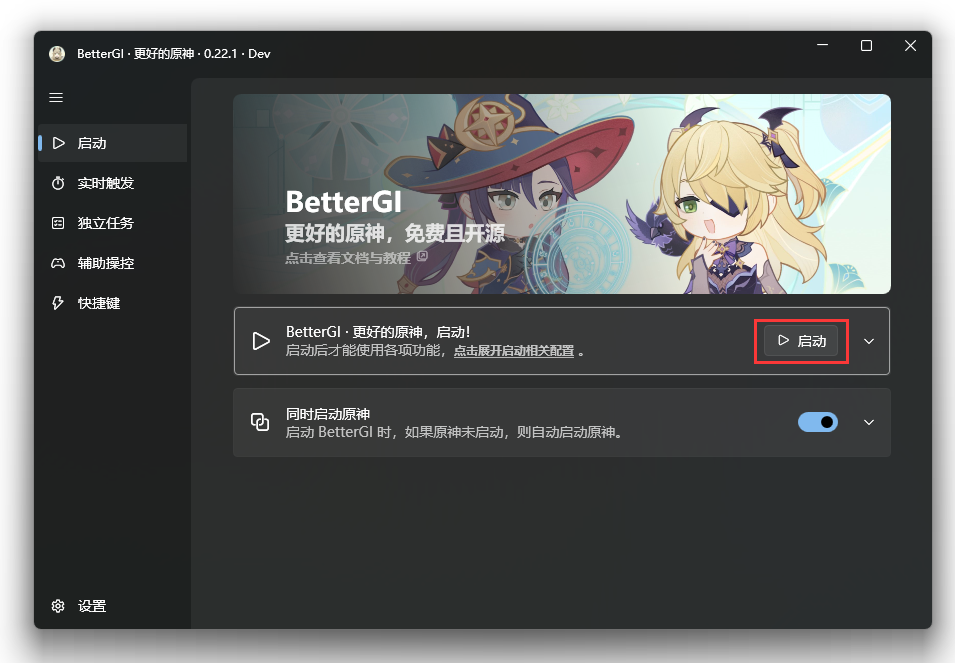 BetterGI · 更好的原神 · 0.22.1 · Dev
启动
实时触发
独立任务
辅助操控
快捷键
设置
BetterGI
更好的原神，免费且开源
点击查看文档与教程
BetterGI · 更好的原神，启动！
启动后才能使用各项功能，点击展开启动相关配置 。
启动
同时启动原神
启动 BetterGI 时，如果原神未启动，则自动启动原神。